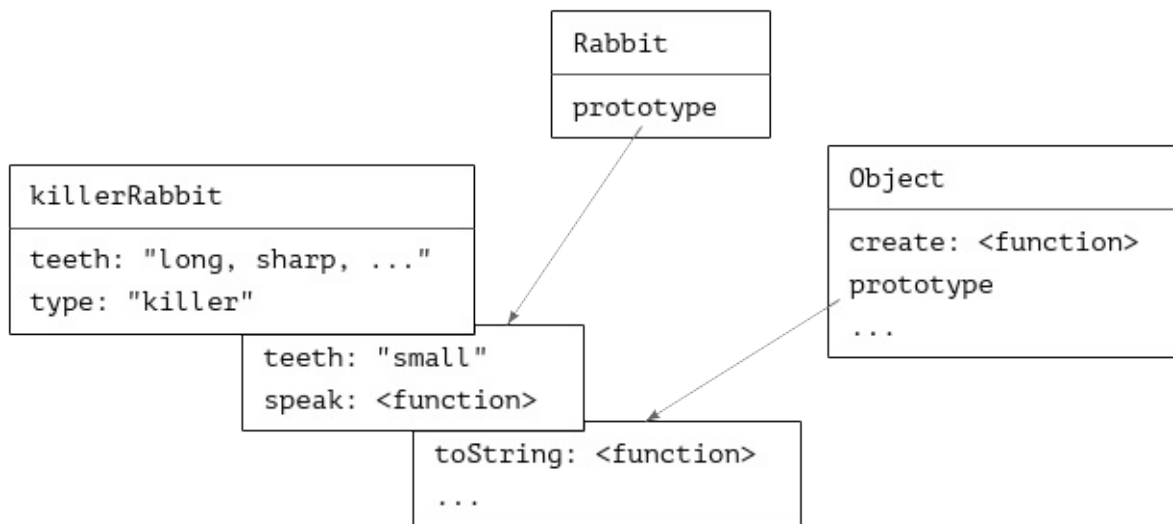 Rabbit
prototype
killerRabbit
teeth: "long, sharp, ..."
type: "killer"
Object
create: <function>
prototype
...
teeth: "small"
speak: <function>
toString: <function>
...